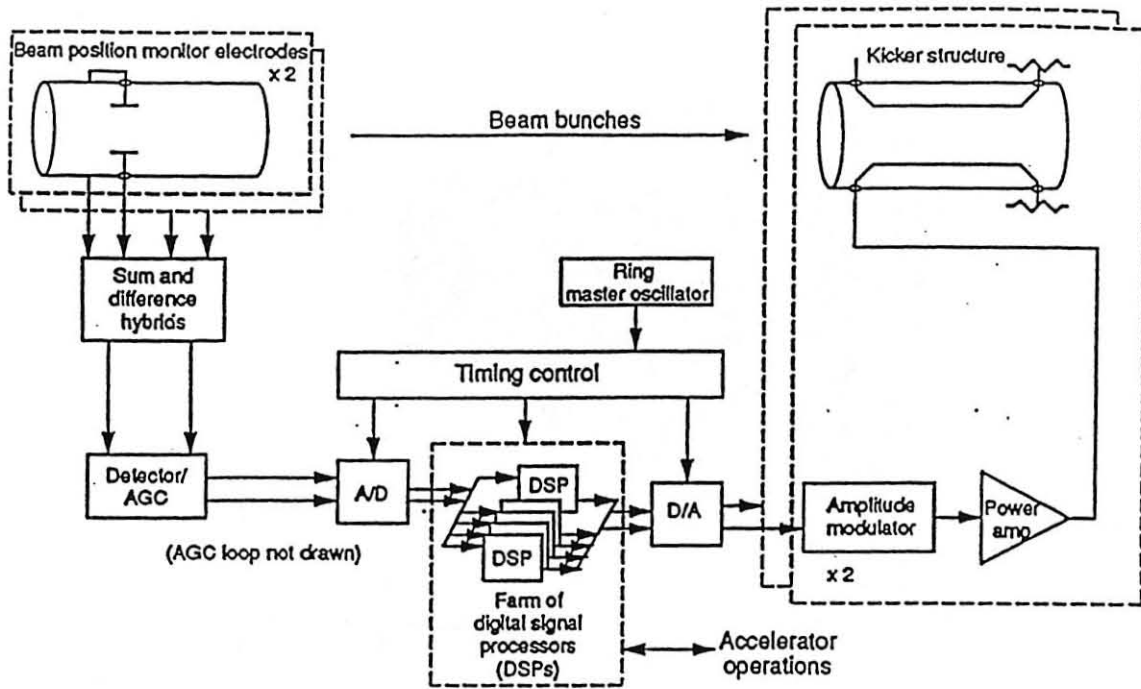 Beam position monitor electrodes
x 2
Kicker structure
Beam bunches
Sum and
difference
hybrids
Ring
master oscillator
Timing control
Detector/
AGC
A/D
DSP
DSP
D/A
Amplitude
modulator
Power
amp
(AGC loop not drawn)
x 2
Farm of
digital signal
processors
(DSPs)
Accelerator
operations